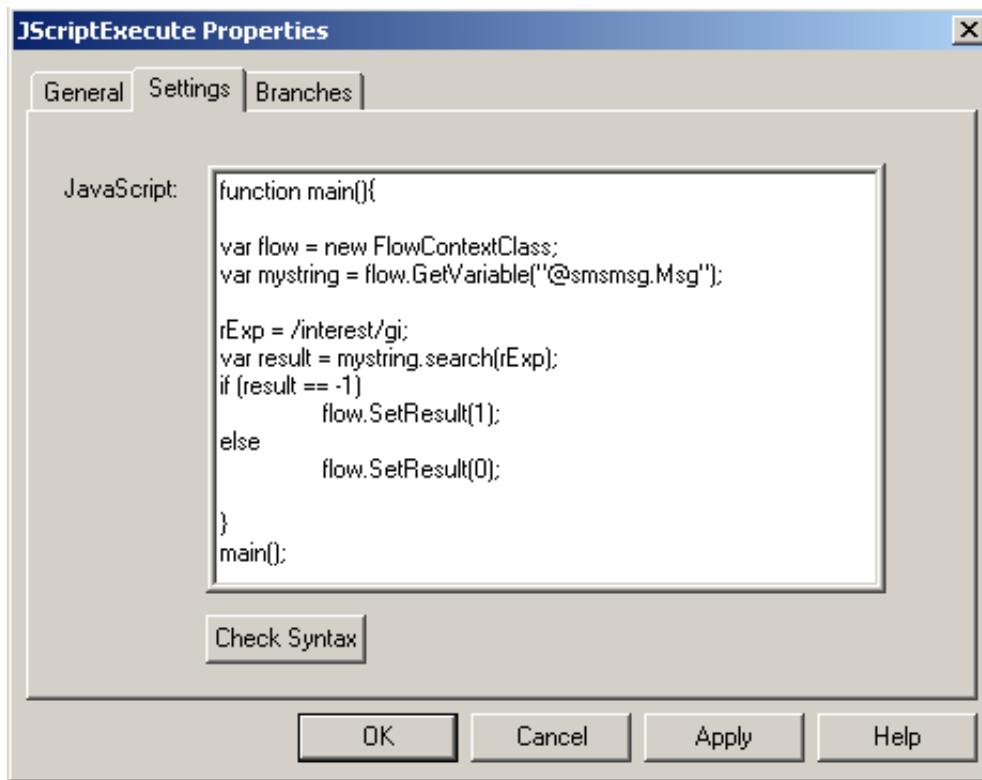 JScriptExecute Properties
General Settings Branches
JavaScript:
function main(){
var flow = new FlowContextClass;
var mystring = flow.GetVariable("@smsmsg.Msg");
rExp = /interest/gi;
var result = mystring.search(rExp);
if (result == -1)
flow.SetResult(1);
else
flow.SetResult(0);
}
main();
Check Syntax
OK Cancel Apply Help